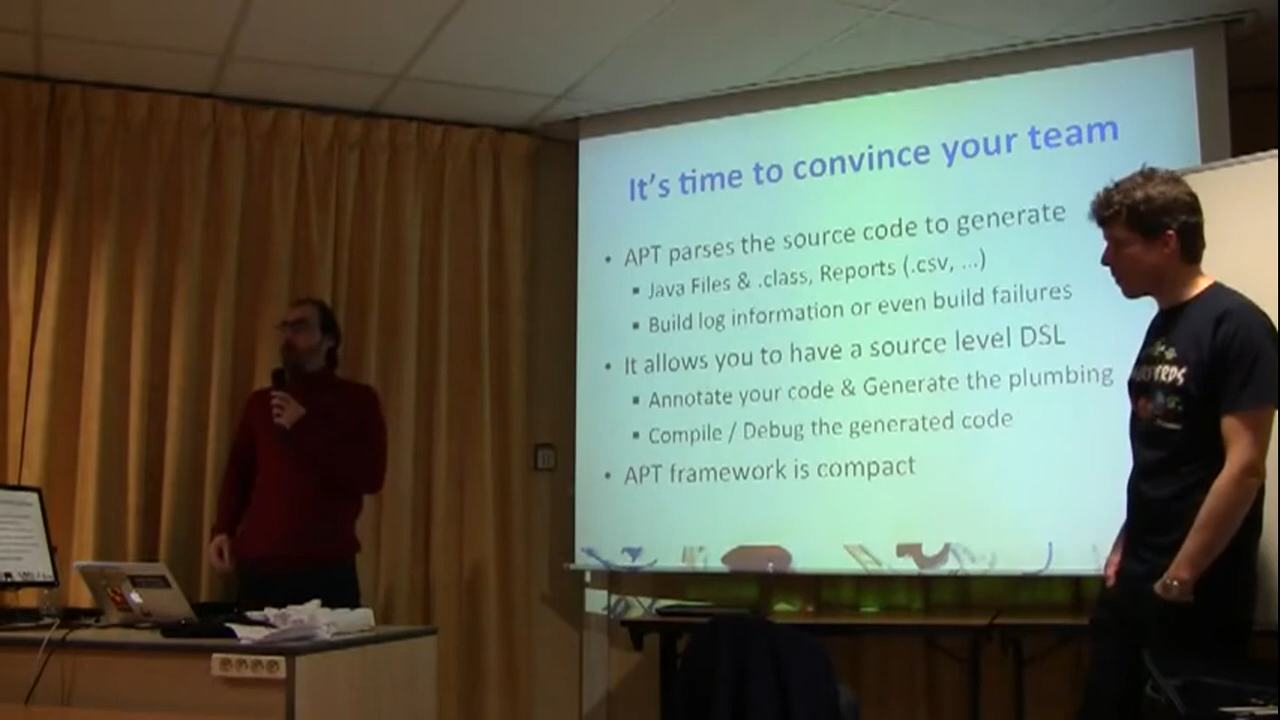 It's time to convince your team
• APT parses the source code to generate
▪ Java Files & .class, Reports (.csv, ...)
▪ Build log information or even build failures
• It allows you to have a source level DSL
▪ Annotate your code & Generate the plumbing
▪ Compile / Debug the generated code
• APT framework is compact